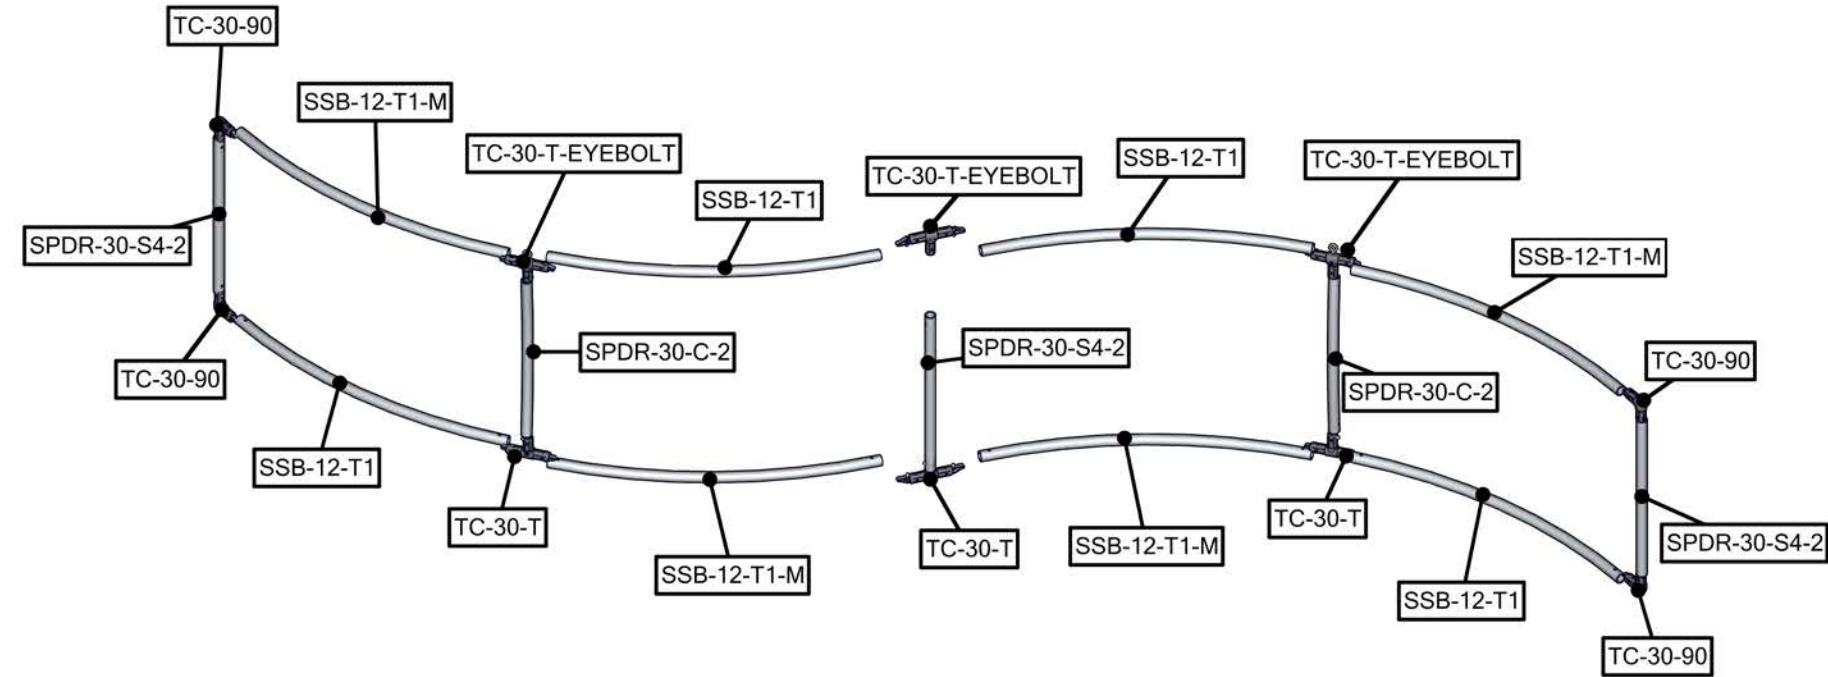 TC-30-90
SSB-12-T1-M
TC-30-T-EYEBOLT
SSB-12-T1
TC-30-T-EYEBOLT
SSB-12-T1
TC-30-T-EYEBOLT
SPDR-30-S4-2
SSB-12-T1-M
SPDR-30-C-2
SPDR-30-S4-2
TC-30-90
TC-30-90
SPDR-30-C-2
SSB-12-T1
TC-30-T
SSB-12-T1-M
TC-30-T
SSB-12-T1-M
TC-30-T
SPDR-30-S4-2
SSB-12-T1
TC-30-90